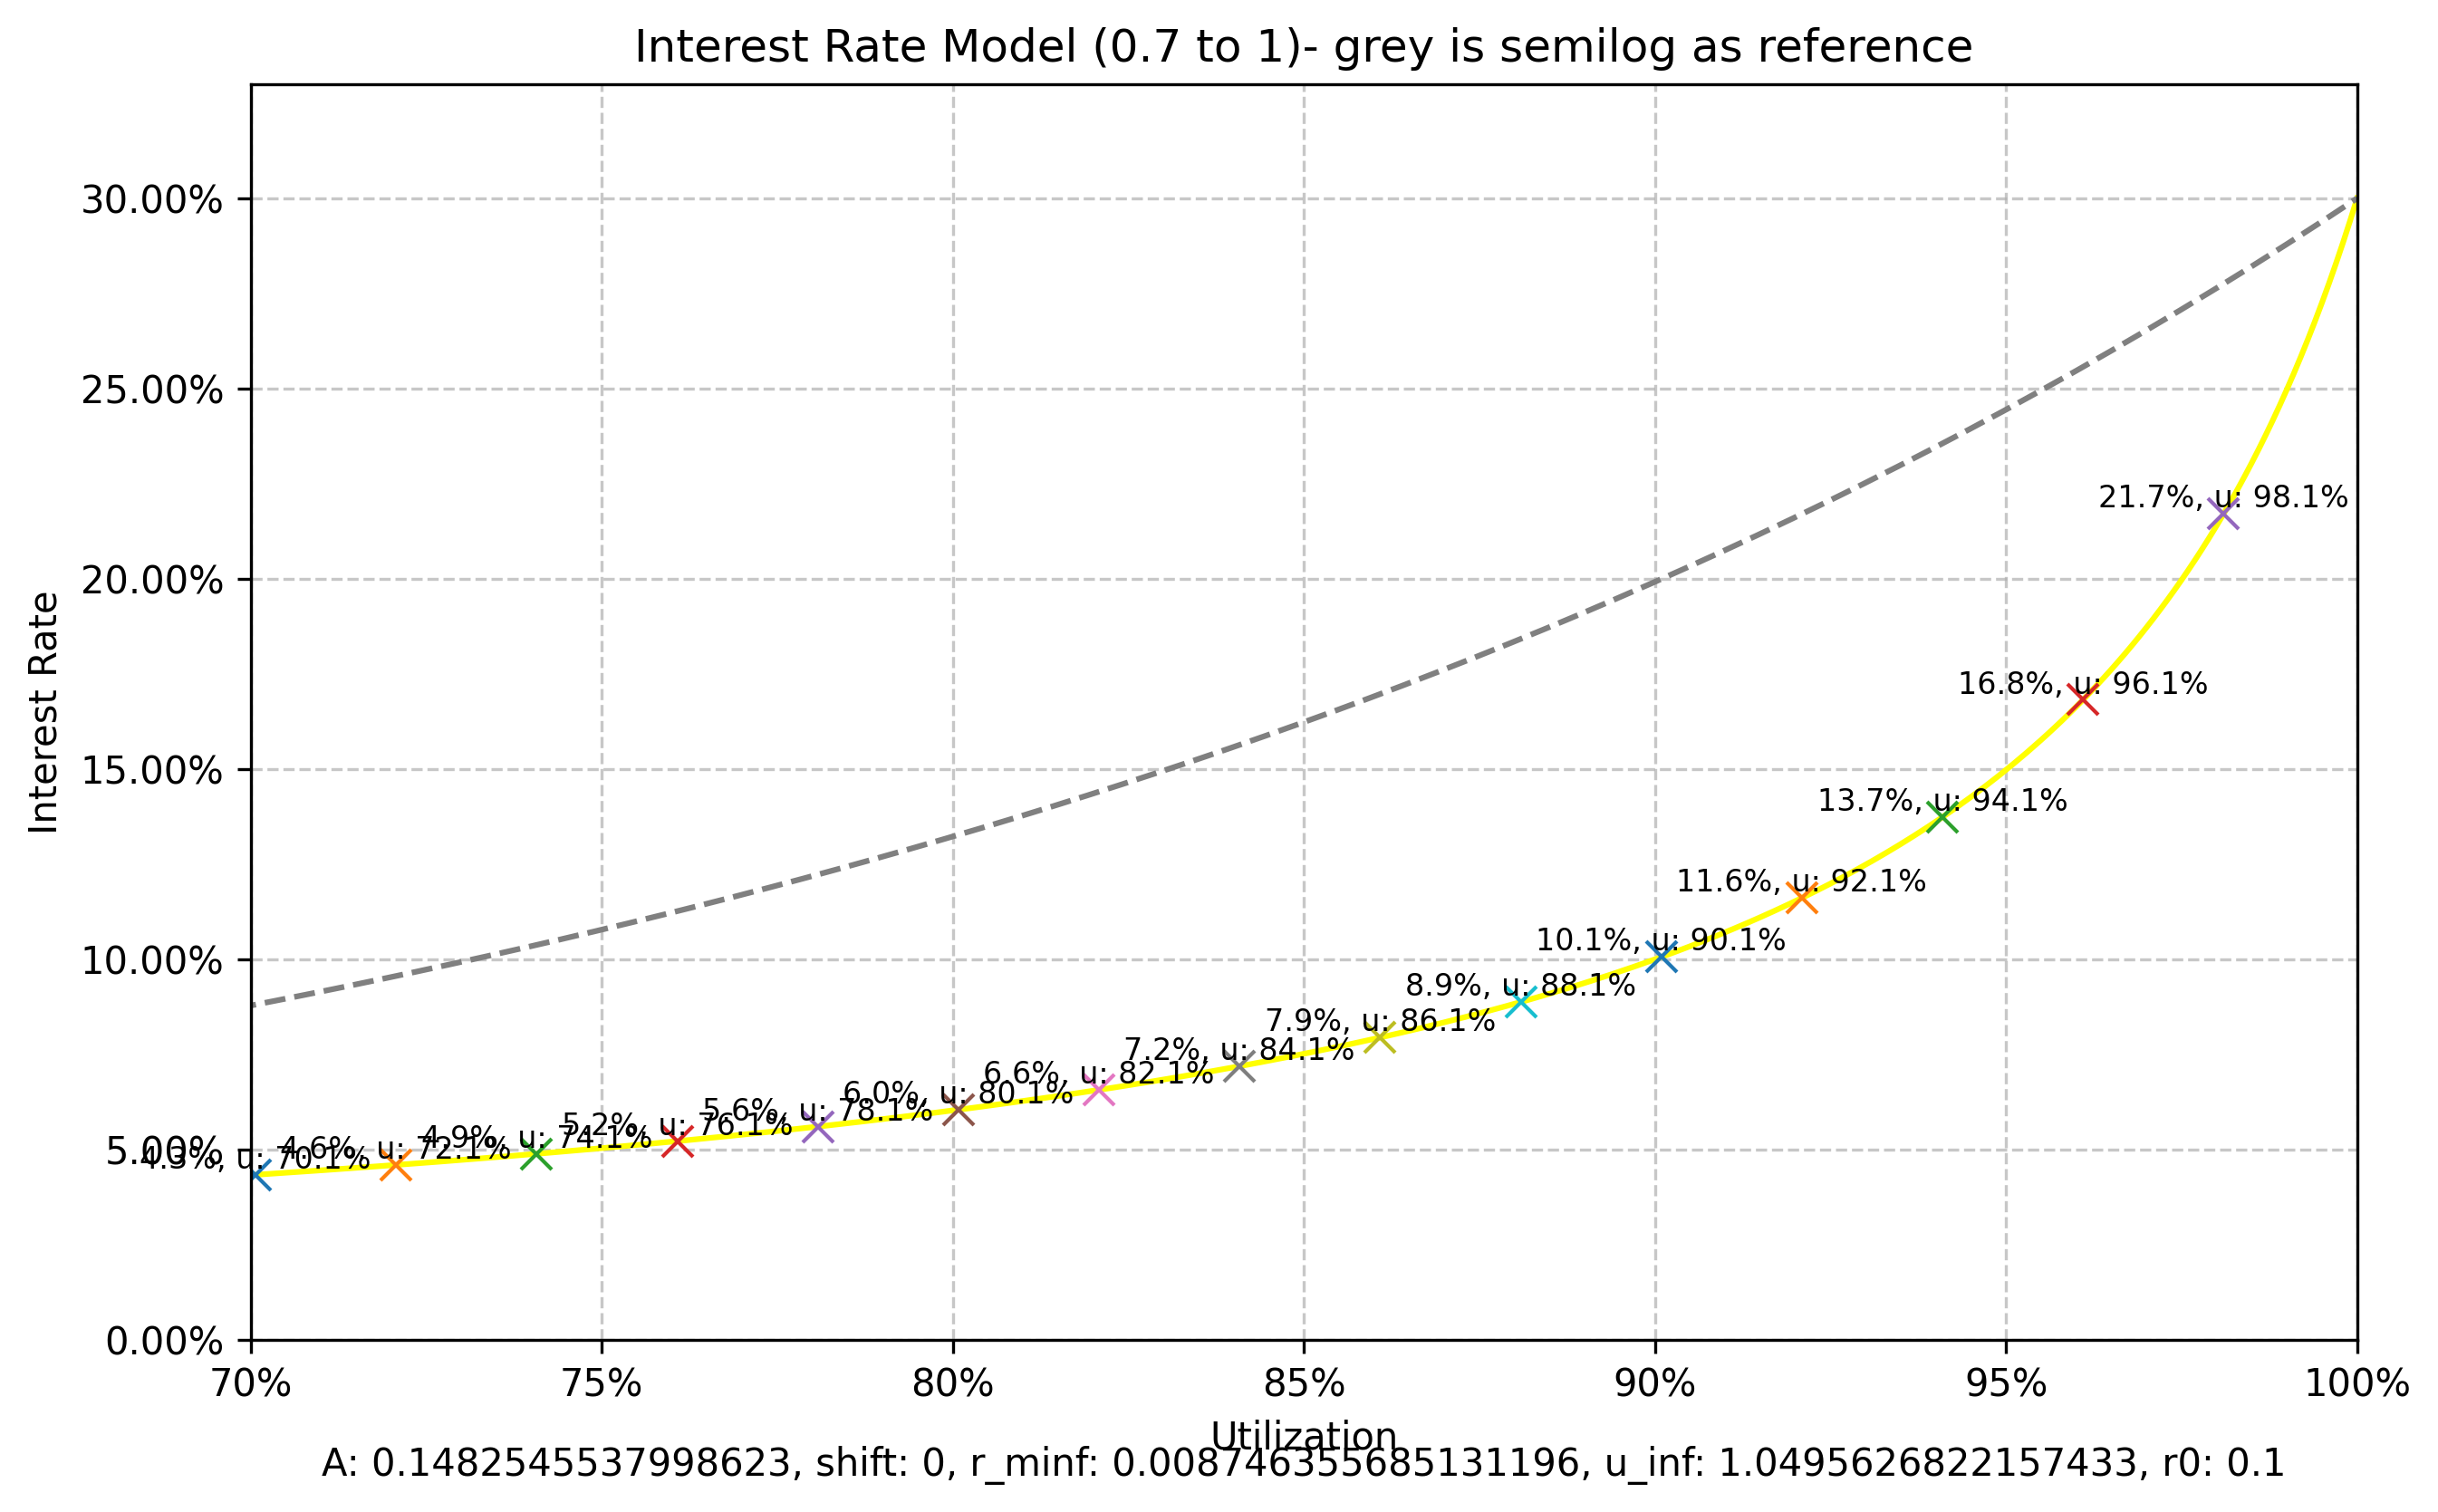 Interest Rate Model (0.7 to 1)- grey is semilog as reference
Interest Rate
30.00%
25.00%
20.00%
15.00%
10.00%
5.00%
0.00%
21.7%, u: 98.1%
16.8%, u: 96.1%
13.7%, u: 94.1%
11.6%, u: 92.1%
10.1%, u: 90.1%
8.9%, u: 88.1%
7.9%, u: 86.1%
7.2%, u: 84.1%
6.6%, u: 82.1%
6.0%, u: 80.1%
5.6%, u: 78.1%
5.2%, u: 76.1%
4.9%, u: 74.1%
4.6%, u: 72.1%
4.3%, u: 70.1%
70% 75% 80% 85% 90% 95% 100%
Utilization
A: 0.1482545537998623, shift: 0, r_minf: 0.008746355685131196, u_inf: 1.0495626822157433, r0: 0.1